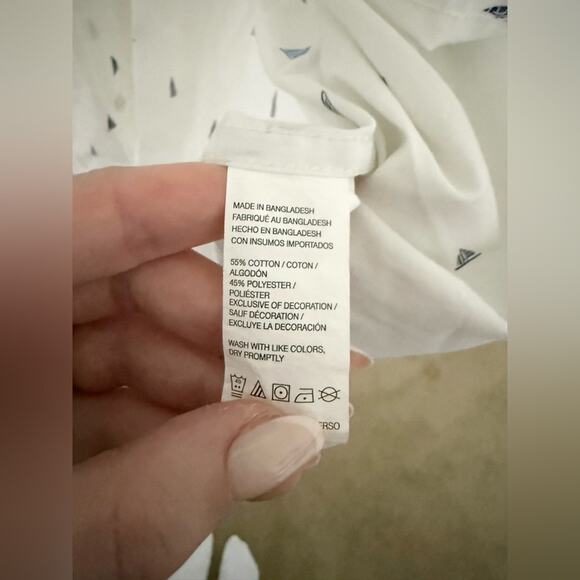 MADE IN BANGLADESH
FABRIQUÉ AU BANGLADESH
HECHO EN BANGLADESH
CON INSUMOS IMPORTADOS
55% COTTON / COTON /
ALGODÓN
45% POLYESTER /
POLIÉSTER
EXCLUSIVE OF DECORATION /
SAUF DÉCORATION /
EXCLUYE LA DECORACIÓN
WASH WITH LIKE COLORS,
DRY PROMPTLY
40